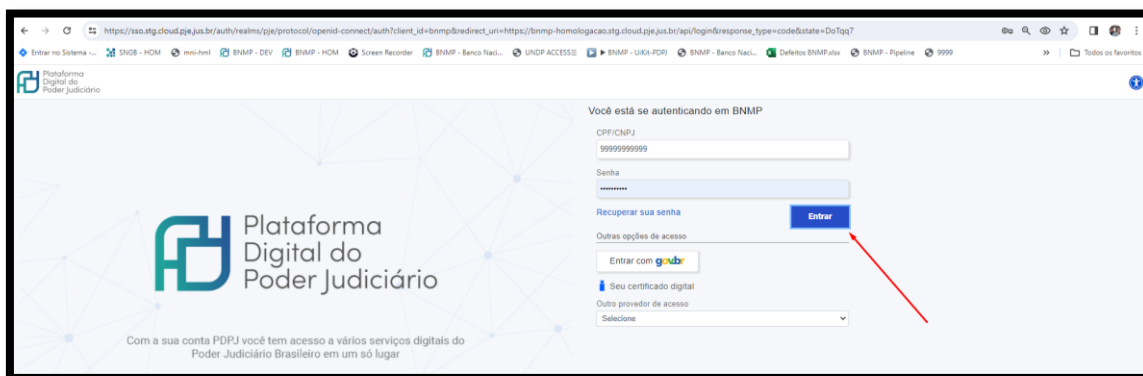 https://sso.stg.cloud.pje.jus.br/auth/realms/pje/protocol/openid-connect/auth?client_id=bnmp&redirect_uri=https://bnmp-homologacao.stg.cloud.pje.jus.br/api/login&response_type=code&state=DoTqq7
Entrar no Sistema -... SNGB - HOM mni-hml BNMP - DEV BNMP - HOM Screen Recorder BNMP - Banco Naci... UNDP ACCESS BNMP - UiKit-PDPJ BNMP - Banco Naci... Defeitos BNMP.xlsx BNMP - Pipeline 9999 » Todos os favoritos
Plataforma
Digital do
Poder Judiciário
Você está se autenticando em BNMP
CPF/CNPJ
99999999999
Senha
••••••••••
Recuperar sua senha Entrar
Outras opções de acesso
Entrar com gov.br
Seu certificado digital
Outro provedor de acesso
Selecione
Plataforma
Digital do
Poder Judiciário
Com a sua conta PDPJ você tem acesso a vários serviços digitais do
Poder Judiciário Brasileiro em um só lugar